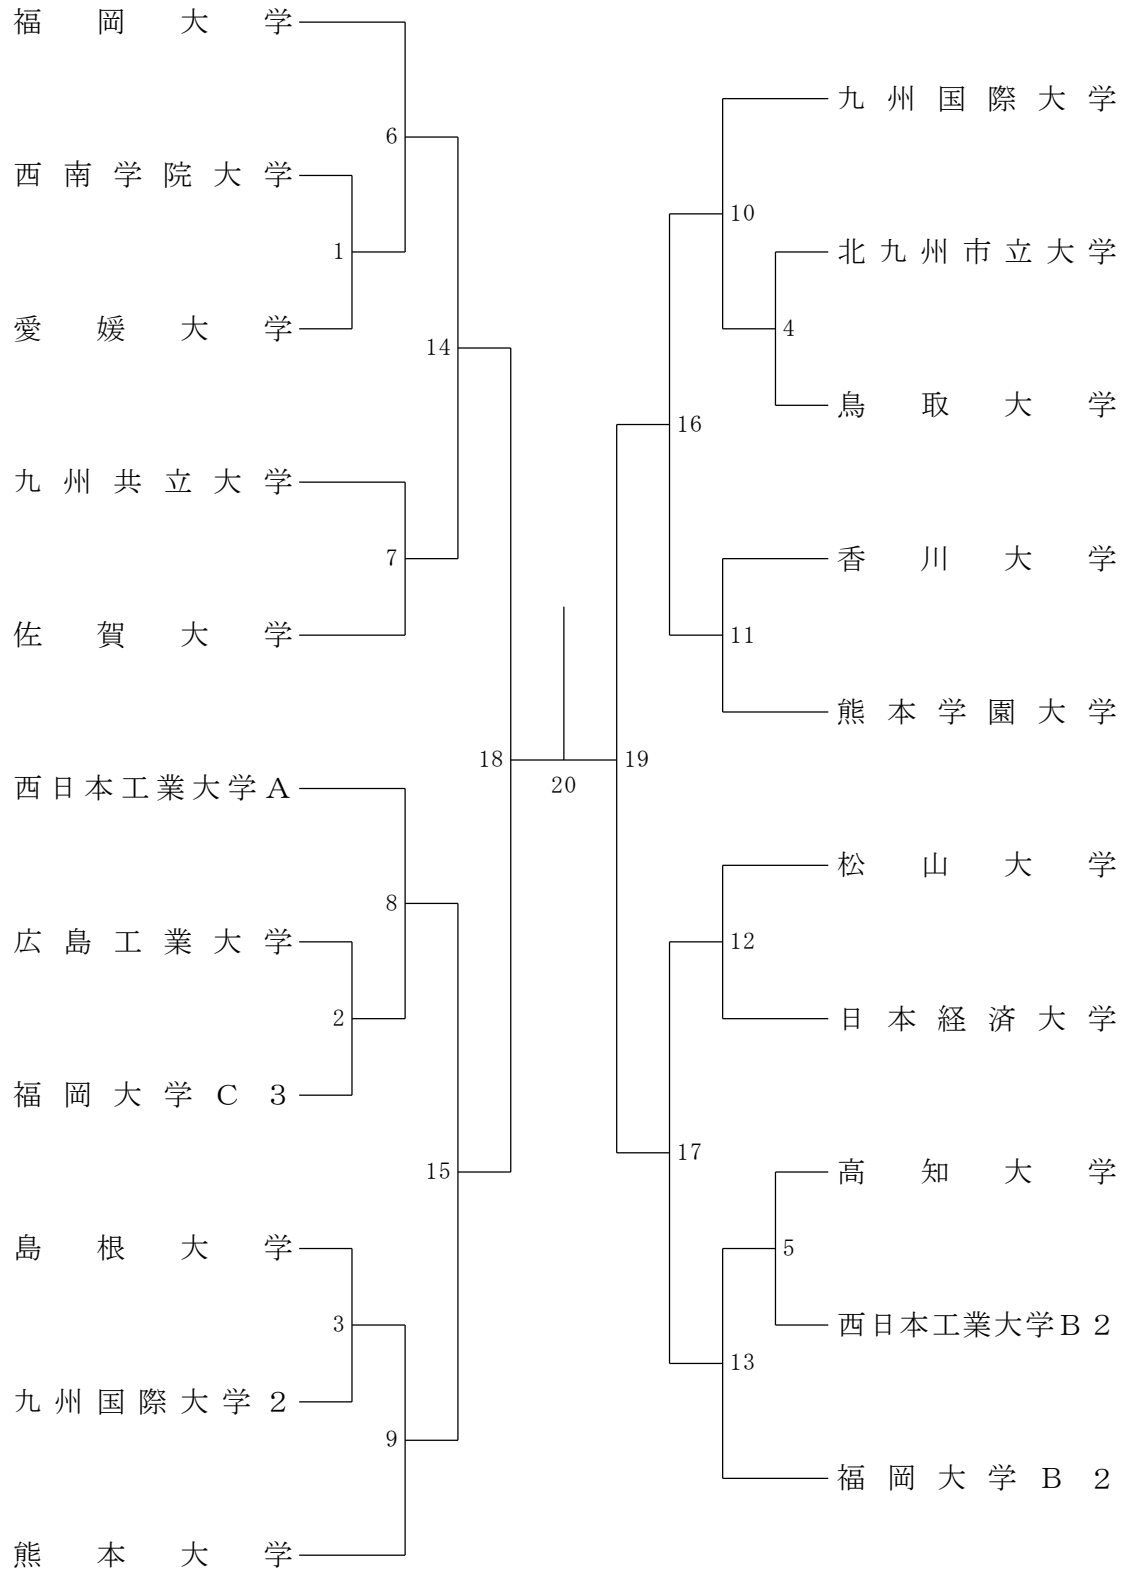 福岡大学
西南学院大学
愛媛大学
九州共立大学
佐賀大学
西日本工業大学A
広島工業大学
福岡大学C3
島根大学
九州国際大学2
熊本大学
6
1
14
7
18
8
2
15
3
9
20
九州国際大学
北九州市立大学
鳥取大学
香川大学
熊本学園大学
松山大学
日本経済大学
高知大学
西日本工業大学B2
福岡大学B2
10
4
16
11
19
12
17
5
13